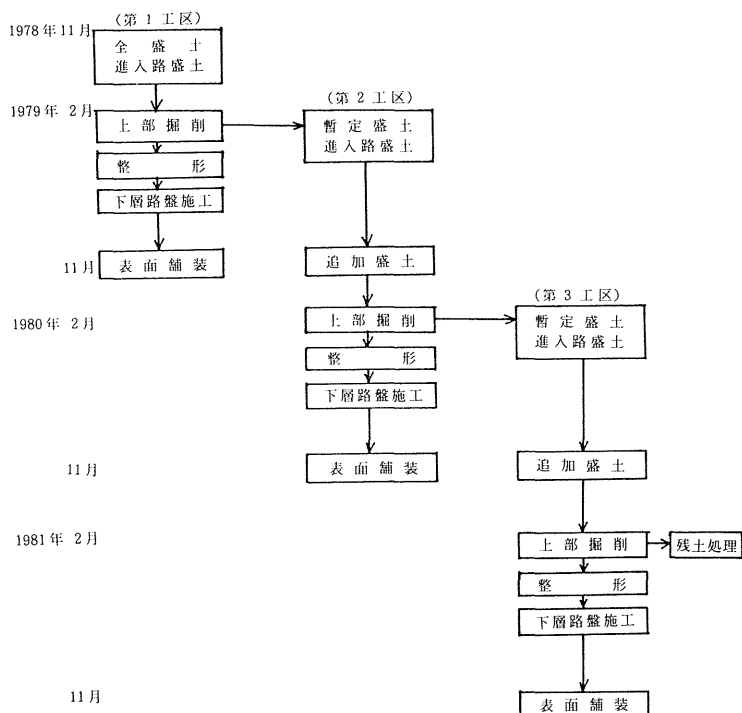 (第1工区)
1978年11月
全盛土
進入路盛土
(第2工区)
1979年 2月
上部掘削
暫定盛土
進入路盛土
整形
下層路盤施工
11月
表面舗装
追加盛土
(第3工区)
1980年 2月
上部掘削
暫定盛土
進入路盛土
整形
下層路盤施工
11月
表面舗装
追加盛土
1981年 2月
上部掘削
残土処理
整形
下層路盤施工
11月
表面舗装